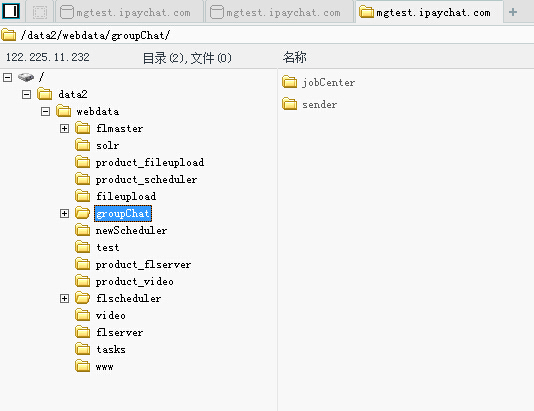 mgtest.ipaychat.com mgtest.ipaychat.com mgtest.ipaychat.com +
/data2/webdata/groupChat/
122.225.11.232 目录(2),文件(0) 名称
/
data2
webdata
flmaster
solr
product_fileupload
product_scheduler
fileupload
groupChat
newScheduler
test
product_flserver
product_video
flscheduler
video
flserver
tasks
www
jobCenter
sender